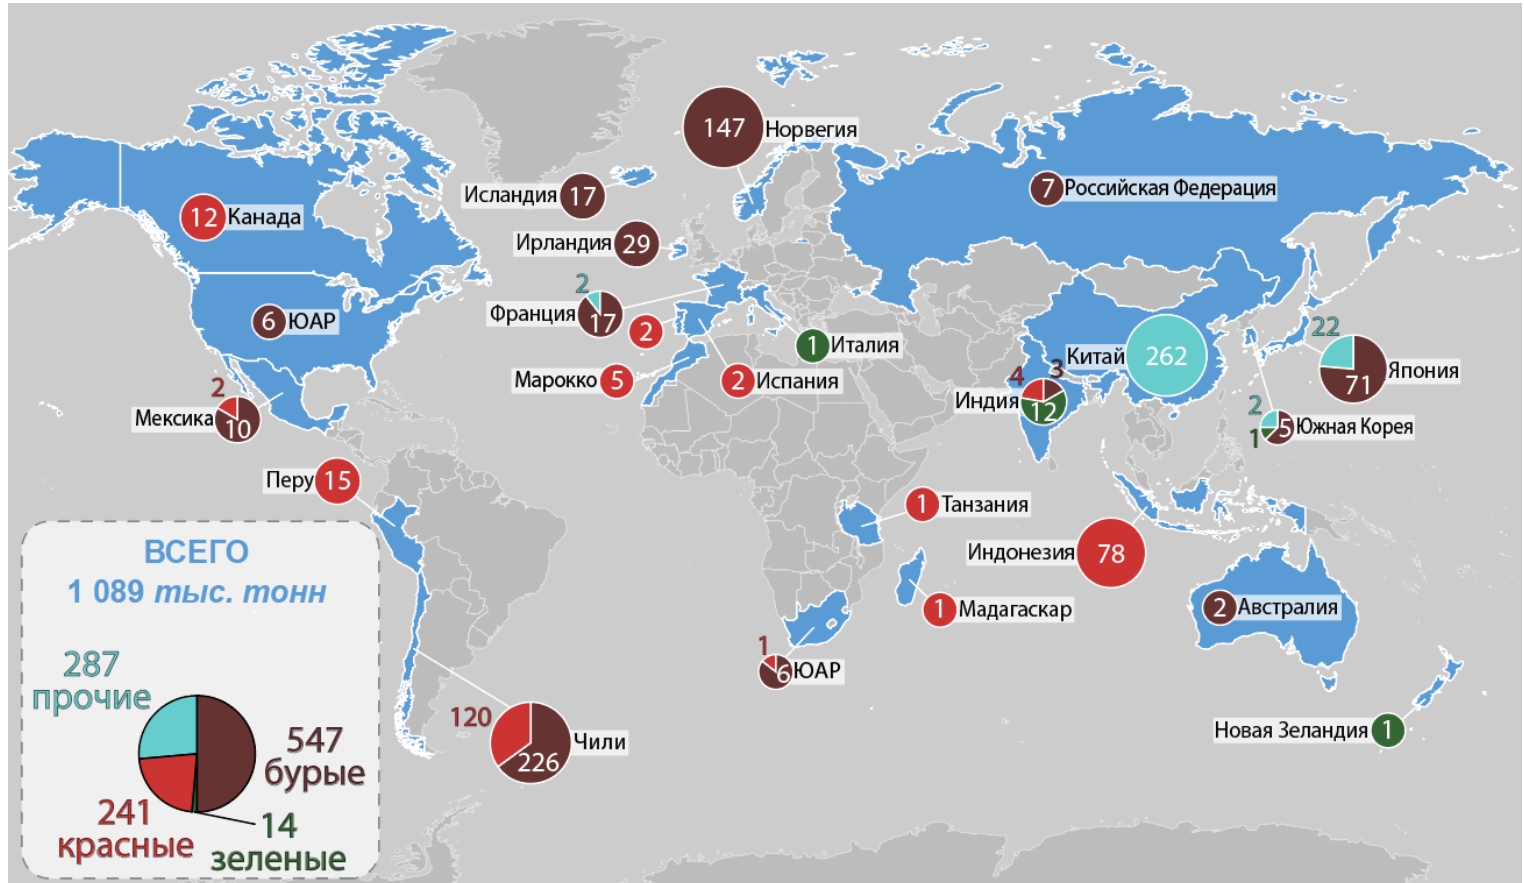 147 Норвегия
Исландия 17
7 Российская Федерация
12 Канада
Ирландия 29
2
Франция 17
6 ЮАР
2
1 Италия
Китай 262
22
71 Япония
Марокко 5
2 Испания
4 3
Индия 12
2
Мексика 10
2
1 5 Южная Корея
Перу 15
1 Танзания
Индонезия 78
1 Мадагаскар
2 Австралия
1
6 ЮАР
120
226 Чили
Новая Зеландия 1
ВСЕГО
1 089 тыс. тонн
287
прочие
547
бурые
241
красные
14
зеленые